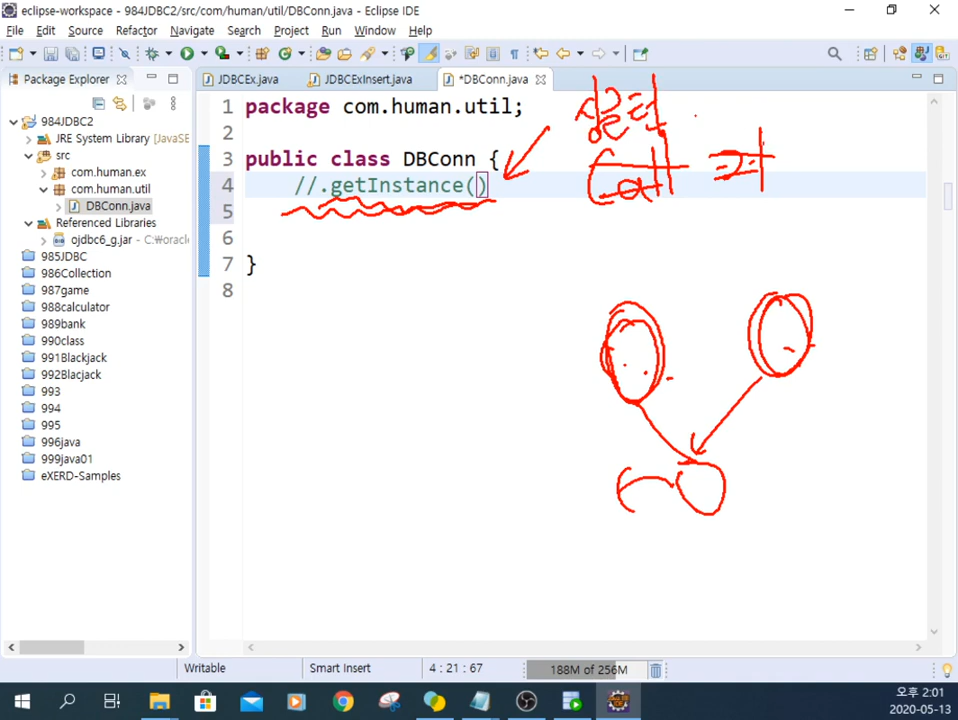 eclipse-workspace - 984JDBC2/src/com/human/util/DBConn.java - Eclipse IDE
File Edit Source Refactor Navigate Search Project Run Window Help
Package Explorer
JDBCEx.java JDBCExInsert.java *DBConn.java
984JDBC2
JRE System Library [JavaSE
src
com.human.ex
com.human.util
DBConn.java
Referenced Libraries
ojdbc6_g.jar - C:₩oracle
985JDBC
986Collection
987game
988calculator
989bank
990class
991Blackjack
992Blacjack
993
994
995
996java
999java01
eXERD-Samples
1 package com.human.util;
2
3 public class DBConn {
4 //.getInstance()
5
6
7 }
8
Writable Smart Insert 4 : 21 : 67 188M of 256M
오후 2:01
2020-05-13